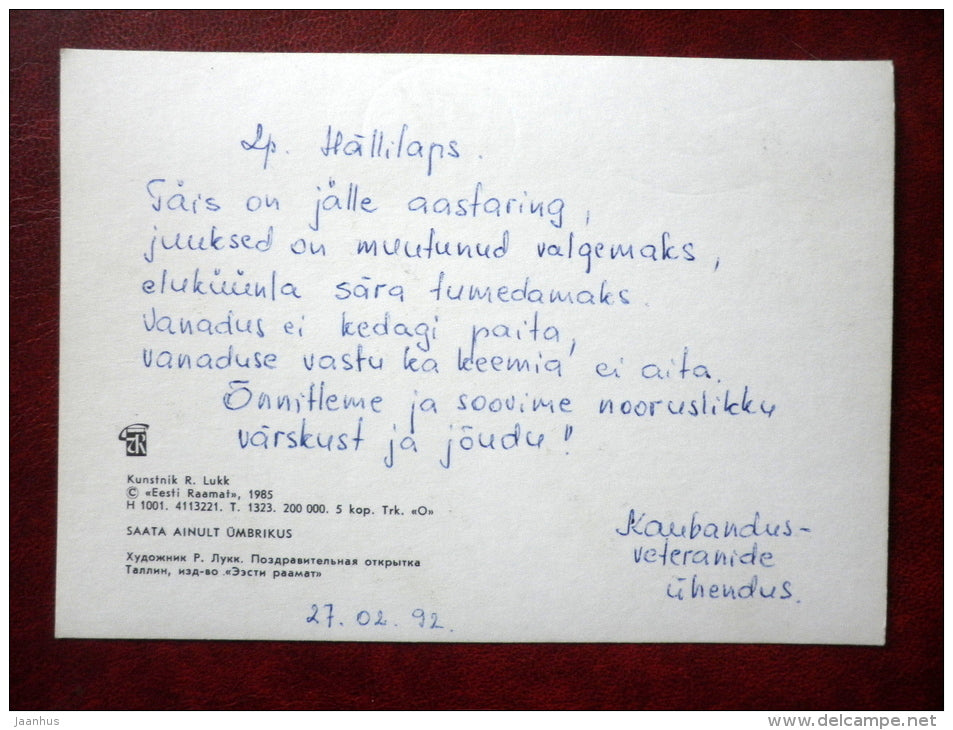 Lp. Hällilaps.
Täis on jälle aastaring,
juuksed on muutunud valgemaks,
eluküünla sära tumedamaks.
Vanadus ei kedagi paita,
vanaduse vastu ka keemia ei aita.
Õnnitleme ja soovime nooruslikku
värskust ja jõudu!
Kunstnik R. Lukk
© «Eesti Raamat», 1985
H 1001. 4113221. T. 1323. 200 000. 5 kop. Trk. «O»
SAATA AINULT ÜMBRIKUS
Художник Р. Лукк. Поздравительная открытка
Таллин, изд-во «Ээсти раамат»
Kaubandus-
veteranide
ühendus.
27.02.92.
Jaanhus
www.delcampe.net